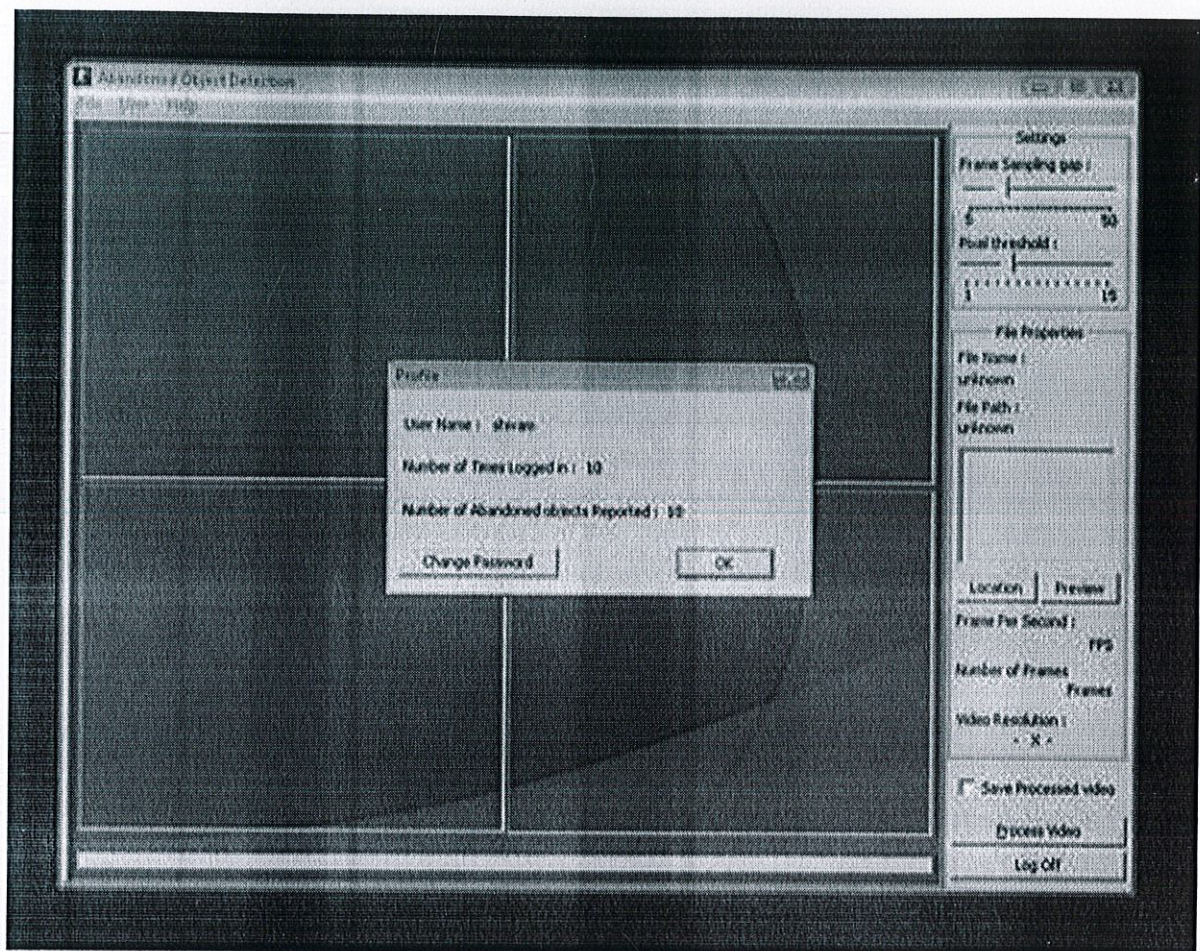 Abandoned Object Detection
File View Help
Settings
Frame Sampling gap :
5 50
Pixel threshold :
1 15
File Properties
File Name :
unknown
File Path :
unknown
Location Preview
Frame Per Second :
FPS
Number of Frames
Frames
Video Resolution :
- X -
Save Processed video
Process Video
Log Off
Profile
User Name :
Number of Times Logged in : 10
Number of Abandoned objects Reported : 10
Change Password OK